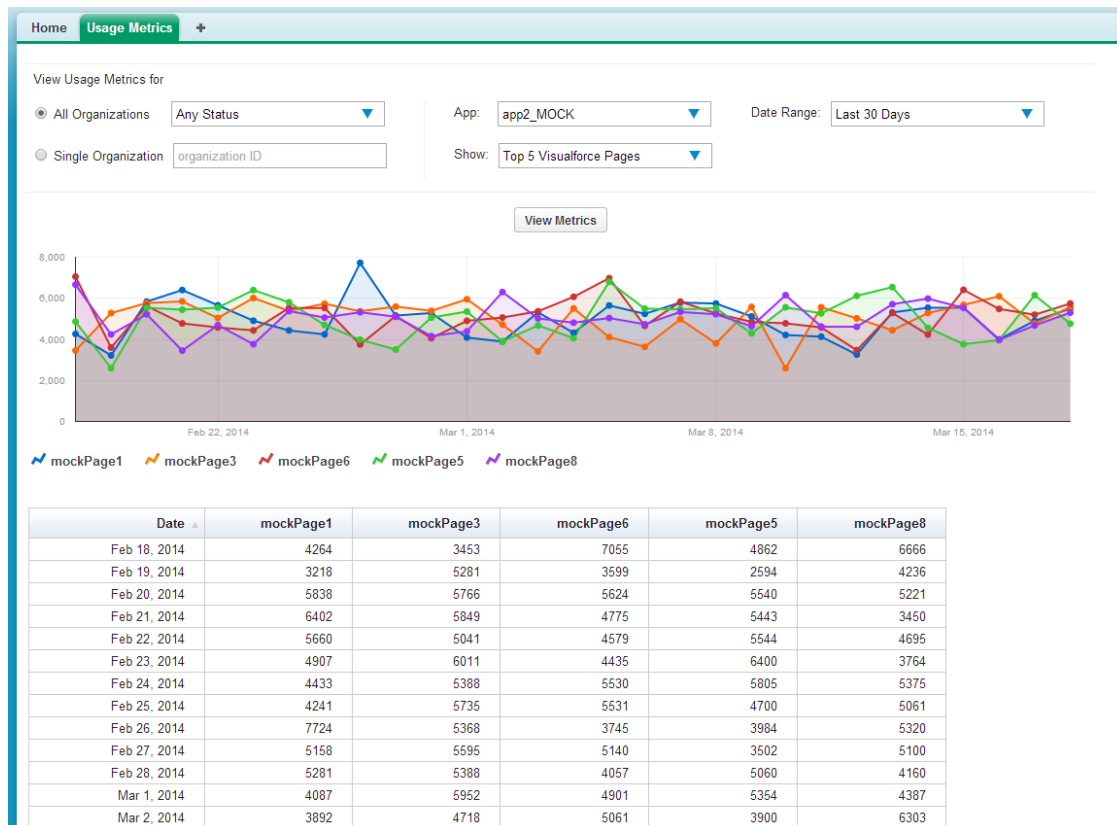 Home Usage Metrics +
View Usage Metrics for
All Organizations Any Status App: app2_MOCK Date Range: Last 30 Days
Single Organization organization ID Show: Top 5 Visualforce Pages
View Metrics
8,000
6,000
4,000
2,000
0
Feb 22, 2014 Mar 1, 2014 Mar 8, 2014 Mar 15, 2014
mockPage1 mockPage3 mockPage6 mockPage5 mockPage8
Date mockPage1 mockPage3 mockPage6 mockPage5 mockPage8
Feb 18, 2014 4264 3453 7055 4862 6666
Feb 19, 2014 3218 5281 3599 2594 4236
Feb 20, 2014 5838 5766 5624 5540 5221
Feb 21, 2014 6402 5849 4775 5443 3450
Feb 22, 2014 5660 5041 4579 5544 4695
Feb 23, 2014 4907 6011 4435 6400 3764
Feb 24, 2014 4433 5388 5530 5805 5375
Feb 25, 2014 4241 5735 5531 4700 5061
Feb 26, 2014 7724 5368 3745 3984 5320
Feb 27, 2014 5158 5595 5140 3502 5100
Feb 28, 2014 5281 5388 4057 5060 4160
Mar 1, 2014 4087 5952 4901 5354 4387
Mar 2, 2014 3892 4718 5061 3900 6303